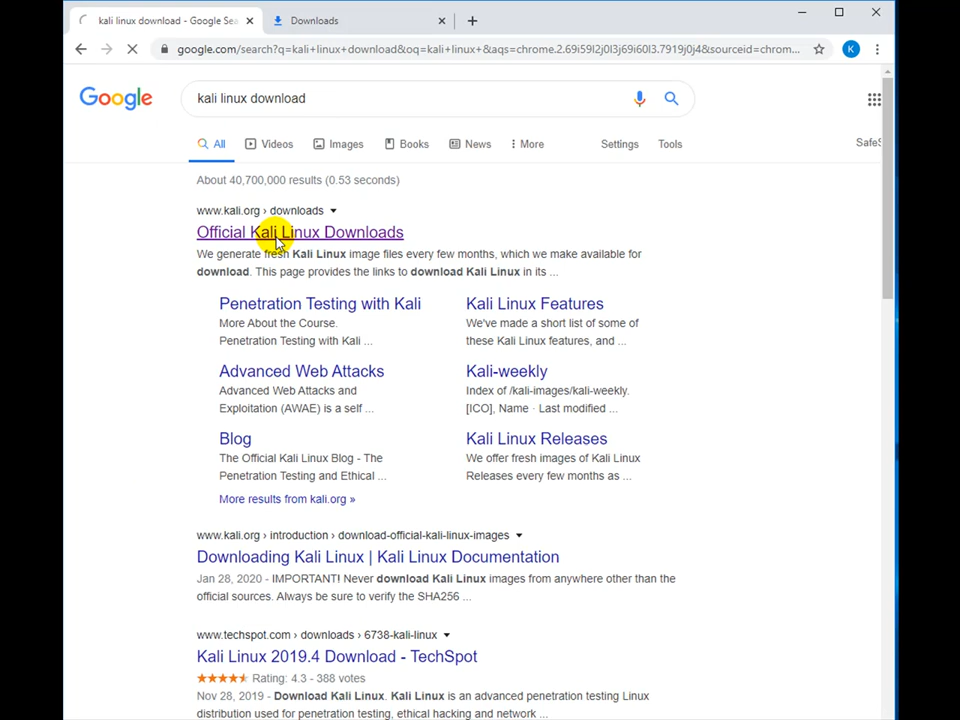 kali linux download - Google Sea
Downloads
google.com/search?q=kali+linux+download&oq=kali+linux+&aqs=chrome.2.69i59l2j0l3j69i60l3.7919j0j4&sourceid=chrom...
K
Google
kali linux download
All
Videos
Images
Books
News
More
Settings
Tools
SafeS
About 40,700,000 results (0.53 seconds)
www.kali.org › downloads
Official Kali Linux Downloads
We generate fresh Kali Linux image files every few months, which we make available for
download. This page provides the links to download Kali Linux in its ...
Penetration Testing with Kali
More About the Course.
Penetration Testing with Kali ...
Kali Linux Features
We've made a short list of some of
these Kali Linux features, and ...
Advanced Web Attacks
Advanced Web Attacks and
Exploitation (AWAE) is a self ...
Kali-weekly
Index of /kali-images/kali-weekly.
[ICO], Name · Last modified ...
Blog
The Official Kali Linux Blog - The
Penetration Testing and Ethical ...
Kali Linux Releases
We offer fresh images of Kali Linux
Releases every few months as ...
More results from kali.org »
www.kali.org › introduction › download-official-kali-linux-images
Downloading Kali Linux | Kali Linux Documentation
Jan 28, 2020 - IMPORTANT! Never download Kali Linux images from anywhere other than the
official sources. Always be sure to verify the SHA256 ...
www.techspot.com › downloads › 6738-kali-linux
Kali Linux 2019.4 Download - TechSpot
Rating: 4.3 - 388 votes
Nov 28, 2019 - Download Kali Linux. Kali Linux is an advanced penetration testing Linux
distribution used for penetration testing, ethical hacking and network ...